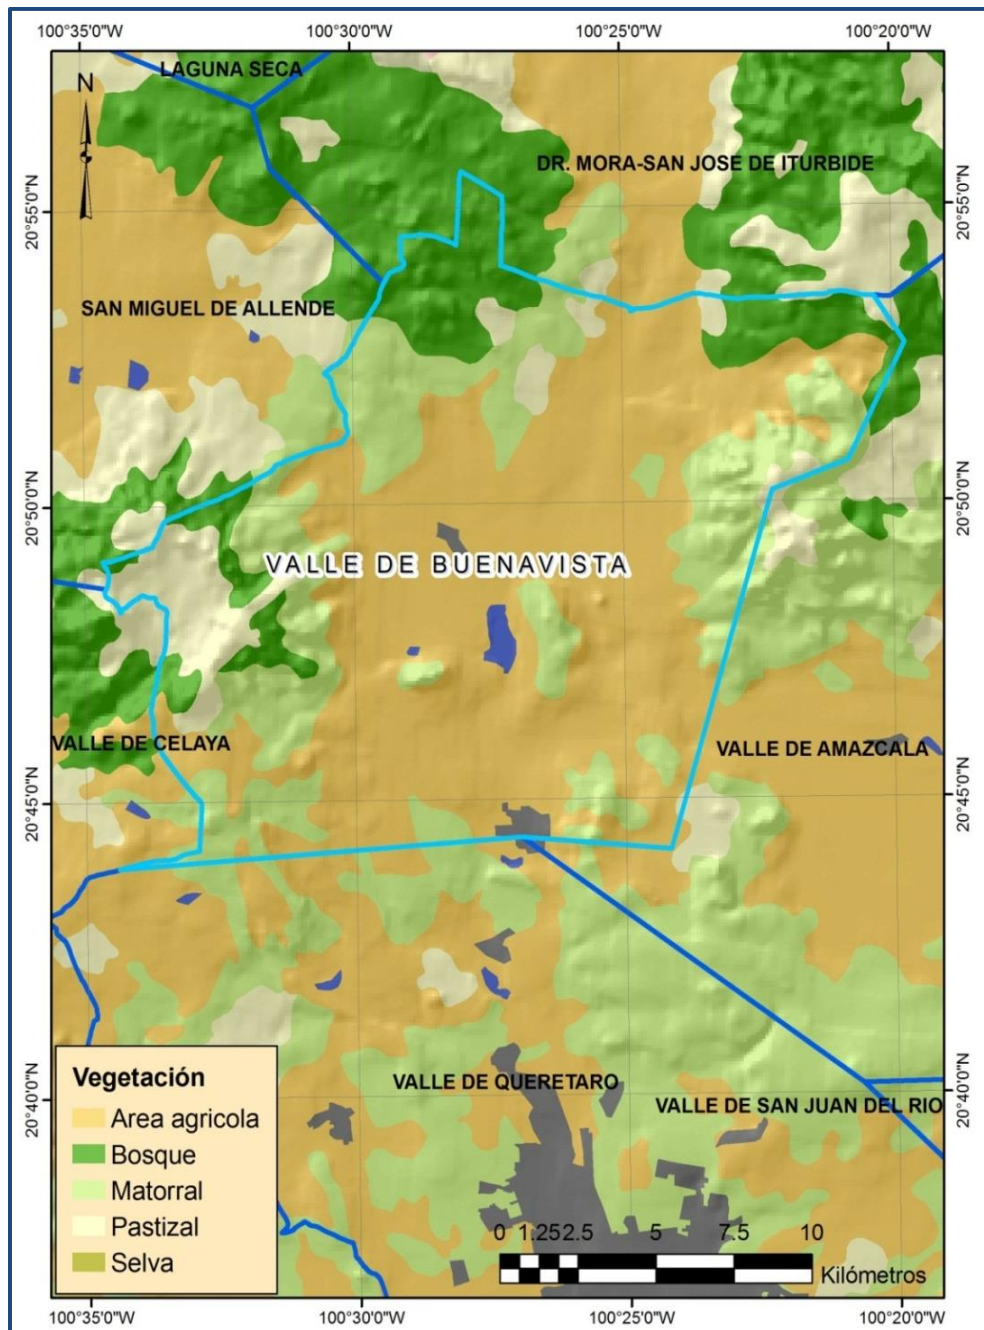 100°35'0"W 100°30'0"W 100°25'0"W 100°20'0"W
LAGUNA SECA
N
DR. MORA-SAN JOSE DE ITURBIDE
20°55'0"N 20°55'0"N
SAN MIGUEL DE ALLENDE
20°50'0"N 20°50'0"N
VALLE DE BUENAVISTA
VALLE DE CELAYA
VALLE DE AMAZCALA
20°45'0"N 20°45'0"N
VALLE DE QUERETARO
20°40'0"N 20°40'0"N
VALLE DE SAN JUAN DEL RIO
Vegetación
Area agricola
Bosque
Matorral
Pastizal
Selva
0 1.25 2.5 5 7.5 10
Kilómetros
100°35'0"W 100°30'0"W 100°25'0"W 100°20'0"W